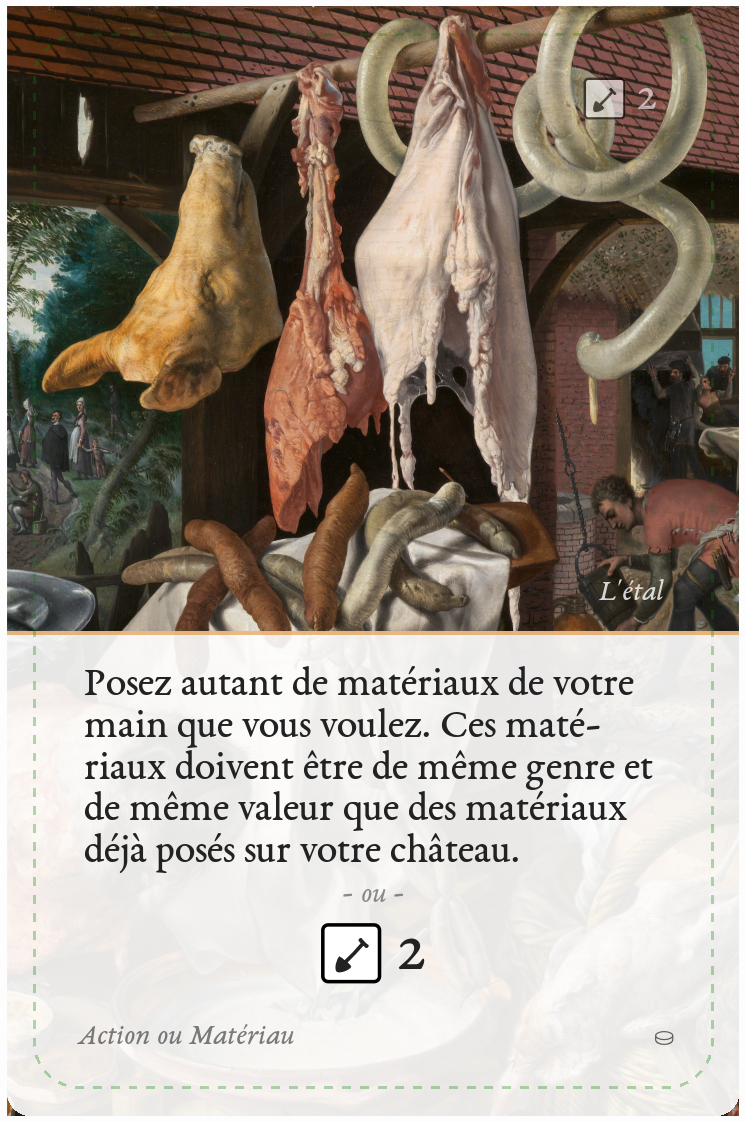 2
L'étal
Posez autant de matériaux de votre
main que vous voulez. Ces maté-
riaux doivent être de même genre et
de même valeur que des matériaux
déjà posés sur votre château.
- ou -
2
Action ou Matériau